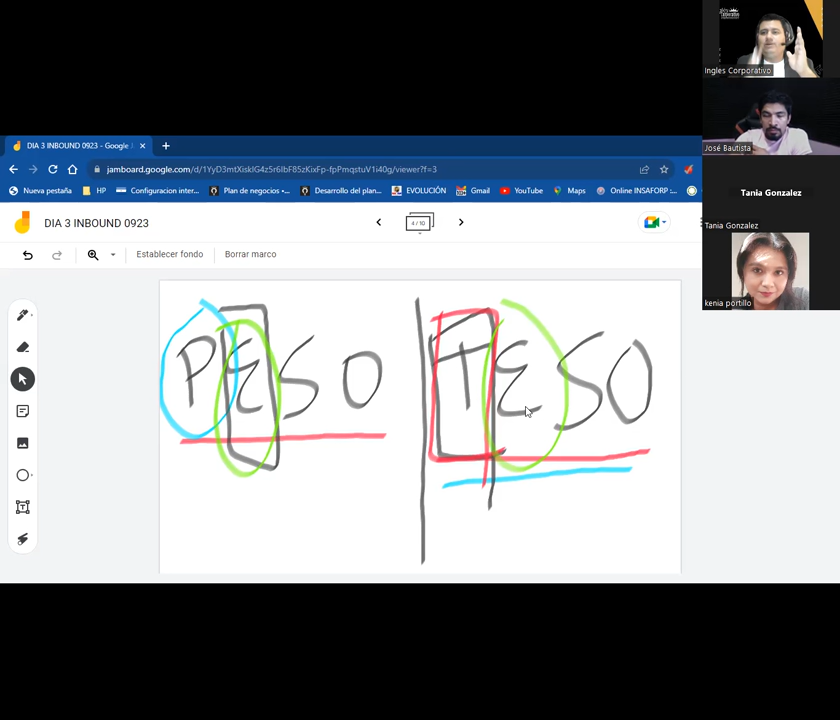 Ingles Corporativo
José Bautista
Tania Gonzalez
Tania Gonzalez
kenia portillo
DIA 3 INBOUND 0923 - Google
jamboard.google.com/d/1YyD3mtXiskIG4z5r6IbF85zKixFp-fpPmqstuV1i40g/viewer?f=3
Nueva pestaña HP Configuracion inter... Plan de negocios •... Desarrollo del plan... EVOLUCIÓN Gmail YouTube Maps Online INSAFORP :...
DIA 3 INBOUND 0923
4 / 10
Establecer fondo Borrar marco
PESO TESO